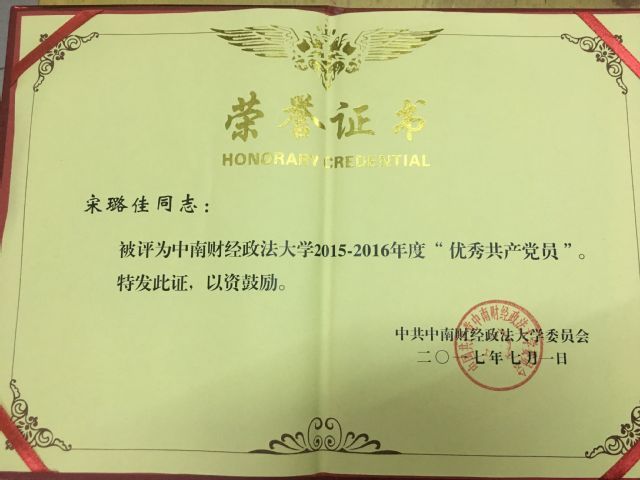 荣誉证书
HONORARY CREDENTIAL
宋璐佳同志：
被评为中南财经政法大学2015-2016年度“优秀共产党员”。
特发此证，以资鼓励。
中共中南财经政法大学委员会
二〇一七年七月一日